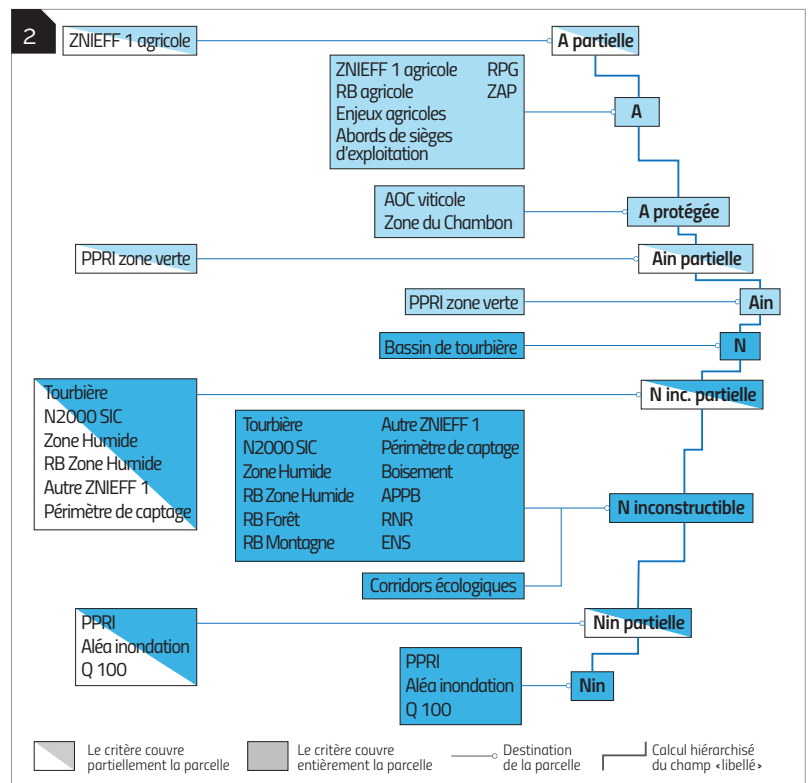 2
ZNIEFF 1 agricole
A partielle
ZNIEFF 1 agricole RPG
RB agricole ZAP
Enjeux agricoles
Abords de sièges
d'exploitation
A
AOC viticole
Zone du Chambon
A protégée
PPRI zone verte
Ain partielle
PPRI zone verte
Ain
Bassin de tourbière
N
Tourbière
N2000 SIC
Zone Humide
RB Zone Humide
Autre ZNIEFF 1
Périmètre de captage
N inc. partielle
Tourbière Autre ZNIEFF 1
N2000 SIC Périmètre de captage
Zone Humide Boisement
RB Zone Humide APPB
RB Forêt RNR
RB Montagne ENS
N inconstructible
Corridors écologiques
PPRI
Aléa inondation
Q 100
Nin partielle
PPRI
Aléa inondation
Q 100
Nin
Le critère couvre
partiellement la parcelle
Le critère couvre
entièrement la parcelle
Destination
de la parcelle
Calcul hiérarchisé
du champ ‹libellé›